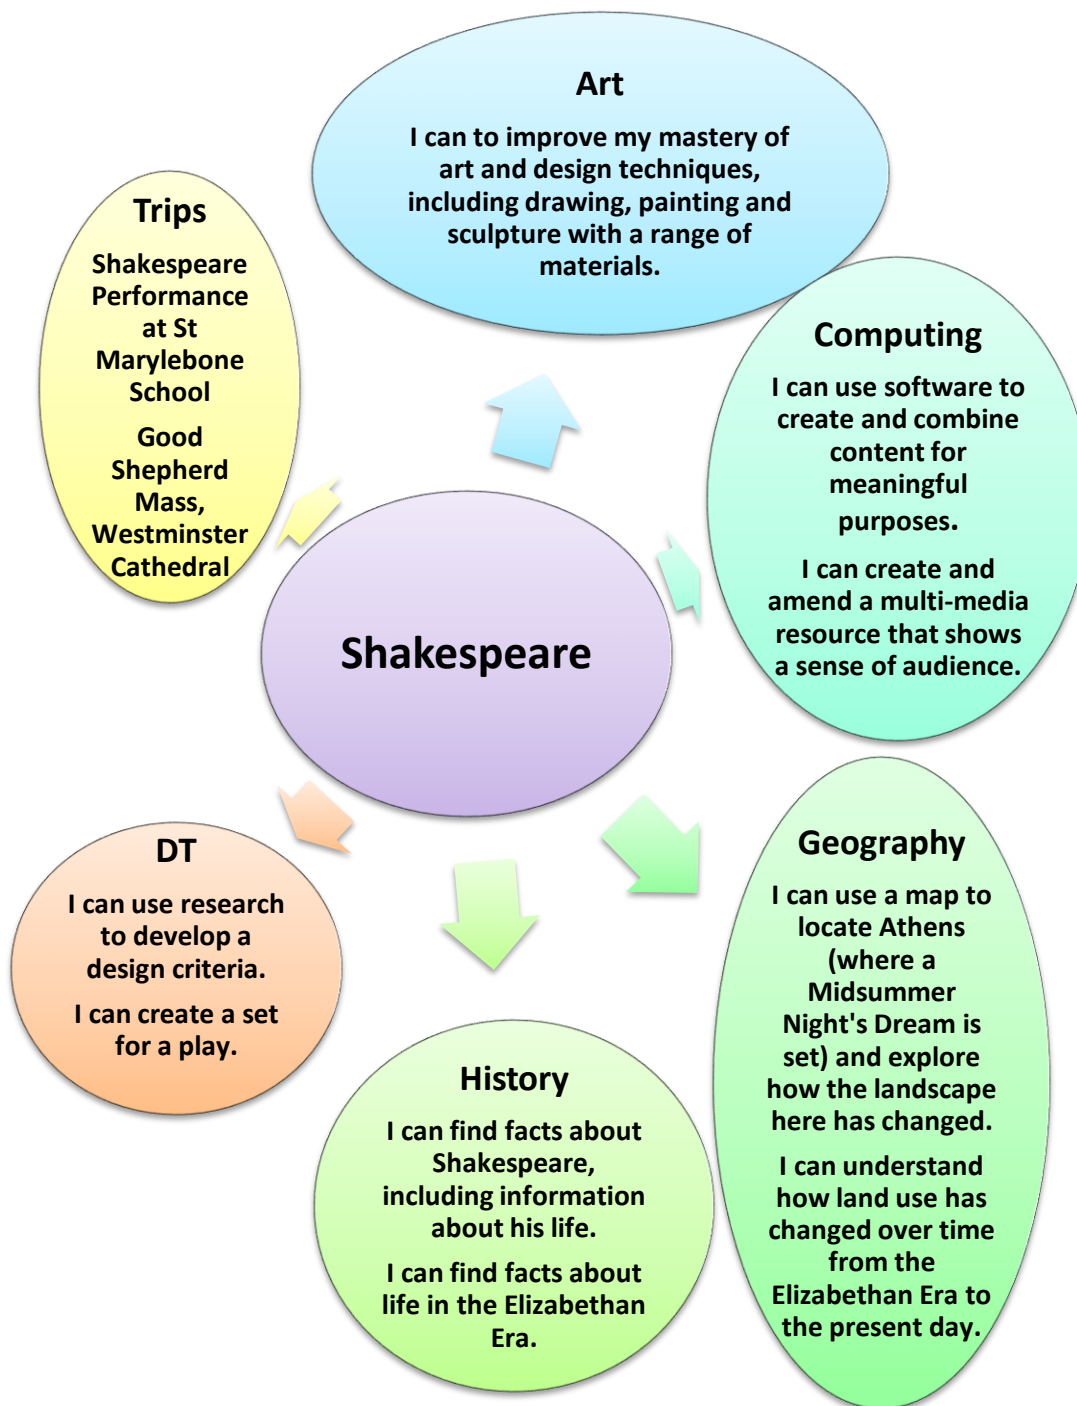 Art
I can to improve my mastery of
art and design techniques,
including drawing, painting and
sculpture with a range of
materials.
Trips
Shakespeare
Performance
at St
Marylebone
School
Good
Shepherd
Mass,
Westminster
Cathedral
Computing
I can use software to
create and combine
content for
meaningful
purposes.
I can create and
amend a multi-media
resource that shows
a sense of audience.
Shakespeare
DT
I can use research
to develop a
design criteria.
I can create a set
for a play.
History
I can find facts about
Shakespeare,
including information
about his life.
I can find facts about
life in the Elizabethan
Era.
Geography
I can use a map to
locate Athens
(where a
Midsummer
Night's Dream is
set) and explore
how the landscape
here has changed.
I can understand
how land use has
changed over time
from the
Elizabethan Era to
the present day.